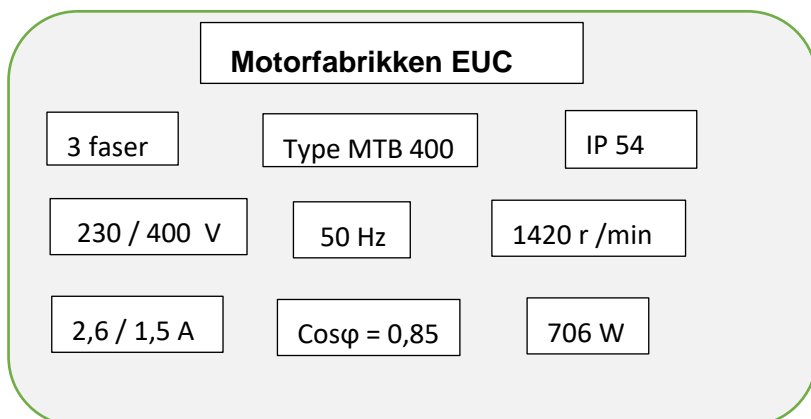 Motorfabrikken EUC
3 faser Type MTB 400 IP 54
230 / 400 V 50 Hz 1420 r /min
2,6 / 1,5 A Cosφ = 0,85 706 W